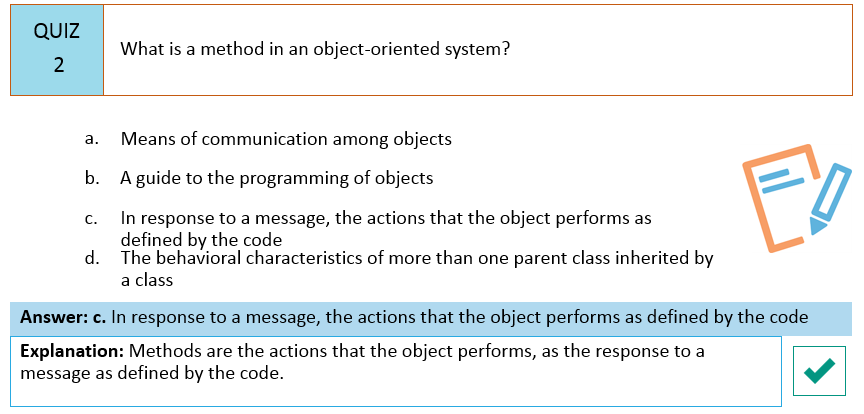 QUIZ
2
What is a method in an object-oriented system?
a. Means of communication among objects
b. A guide to the programming of objects
c. In response to a message, the actions that the object performs as
defined by the code
d. The behavioral characteristics of more than one parent class inherited by
a class
Answer: c. In response to a message, the actions that the object performs as defined by the code
Explanation: Methods are the actions that the object performs, as the response to a
message as defined by the code.